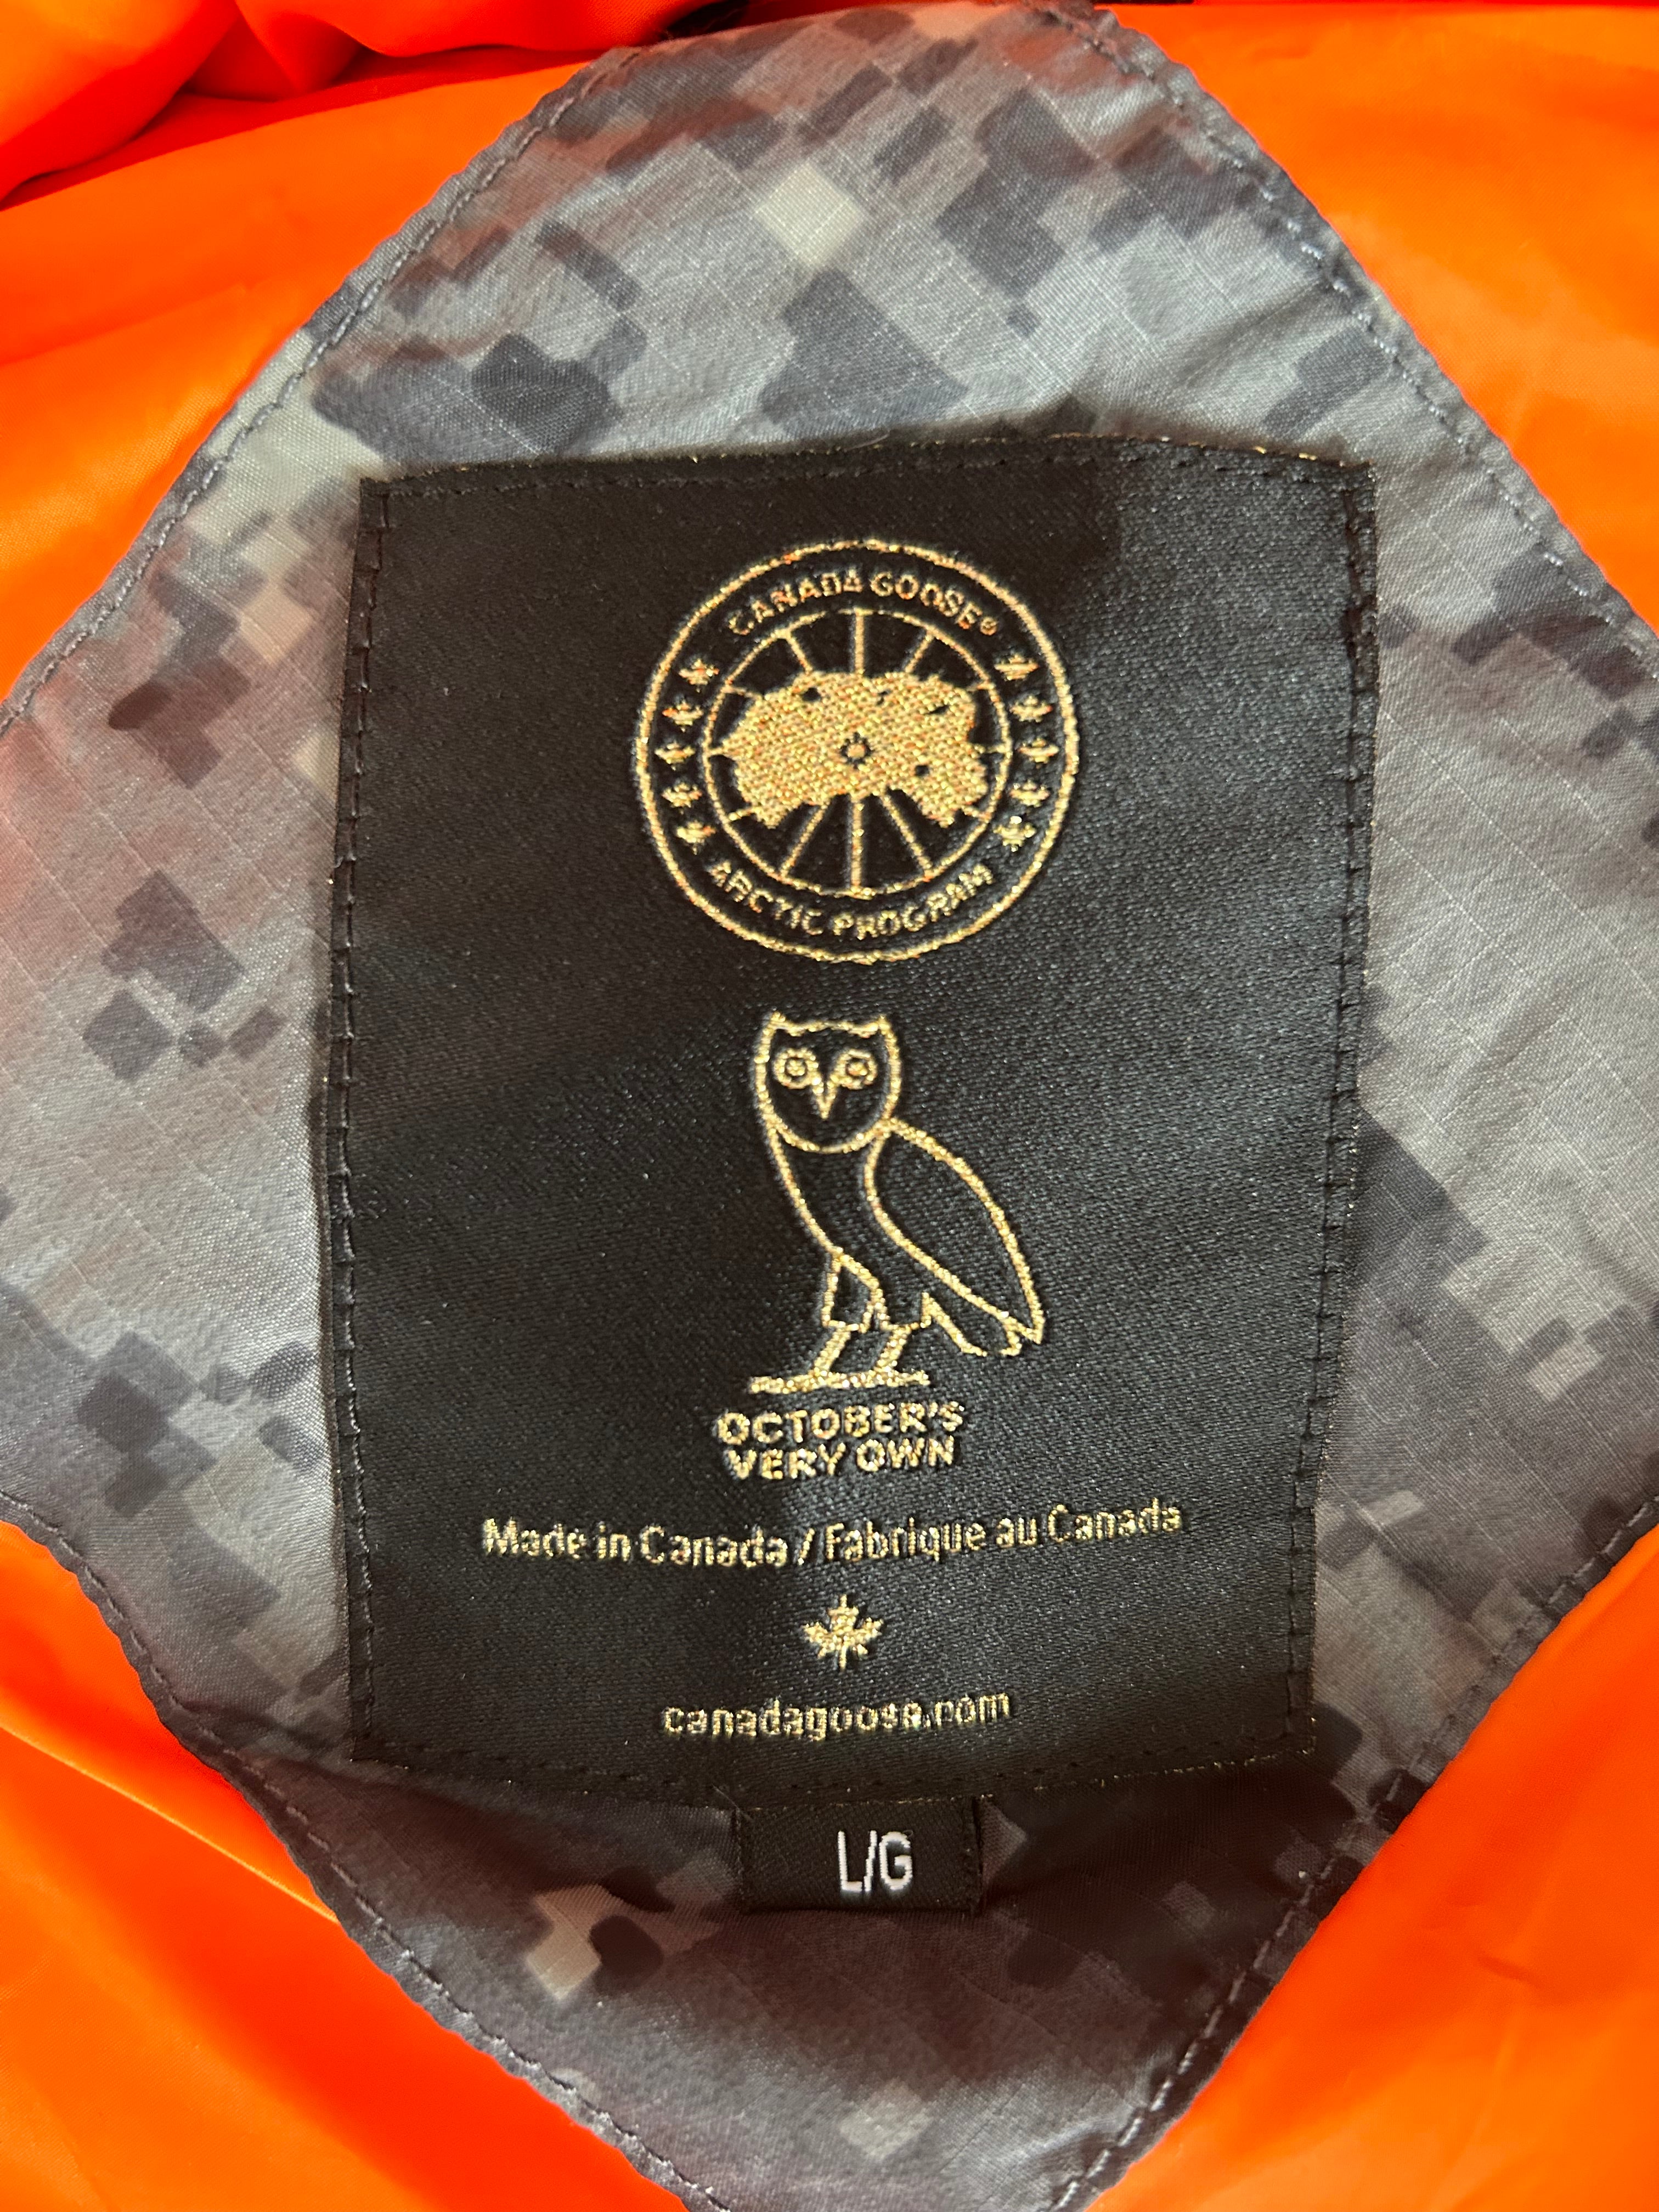 CANADA GOOSE®
ARCTIC PROGRAM
OCTOBER'S
VERY OWN
Made in Canada / Fabrique au Canada
canadagoose.com
L/G